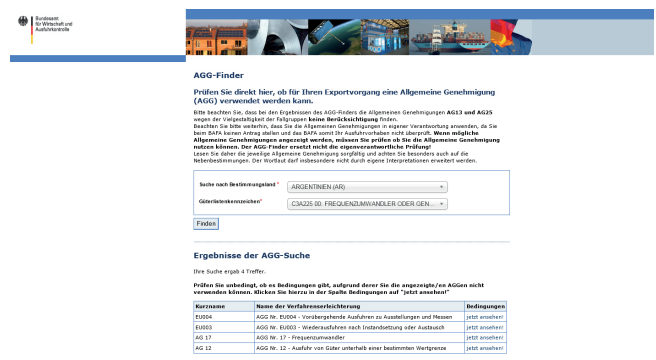 Bundesamt
für Wirtschaft und
Ausfuhrkontrolle
AGG-Finder
Prüfen Sie direkt hier, ob für Ihren Exportvorgang eine Allgemeine Genehmigung
(AGG) verwendet werden kann.
Bitte beachten Sie, dass bei den Ergebnissen des AGG-Finders die Allgemeinen Genehmigungen AG13 und AG25
wegen der Vielgestaltigkeit der Fallgruppen keine Berücksichtigung finden.
Beachten Sie bitte weiterhin, dass Sie die Allgemeinen Genehmigungen in eigener Verantwortung anwenden, da Sie
beim BAFA keinen Antrag stellen und das BAFA somit Ihr Ausfuhrvorhaben nicht überprüft. Wenn mögliche
Allgemeine Genehmigungen angezeigt werden, müssen Sie prüfen ob Sie die Allgemeine Genehmigung
nutzen können. Der AGG-Finder ersetzt nicht die eigenverantwortliche Prüfung!
Lesen Sie daher die jeweilige Allgemeine Genehmigung sorgfältig und achten Sie besonders auch auf die
Nebenbestimmungen. Der Wortlaut darf insbesondere nicht durch eigene Interpretationen erweitert werden.
Suche nach Bestimmungsland * ARGENTINIEN (AR)
Güterlistenkennzeichen* C3A225 00. FREQUENZUMWANDLER ODER GEN...
Finden
Ergebnisse der AGG-Suche
Ihre Suche ergab 4 Treffer.
Prüfen Sie unbedingt, ob es Bedingungen gibt, aufgrund derer Sie die angezeigte/en AGGen nicht
verwenden können. Klicken Sie hierzu in der Spalte Bedingungen auf "jetzt ansehen!"
Kurzname Name der Verfahrenserleichterung Bedingungen
EU004 AGG Nr. EU004 - Vorübergehende Ausfuhren zu Ausstellungen und Messen jetzt ansehen!
EU003 AGG Nr. EU003 - Wiederausfuhren nach Instandsetzung oder Austausch jetzt ansehen!
AG 17 AGG Nr. 17 - Frequenzumwandler jetzt ansehen!
AG 12 AGG Nr. 12 - Ausfuhr von Güter unterhalb einer bestimmten Wertgrenze jetzt ansehen!